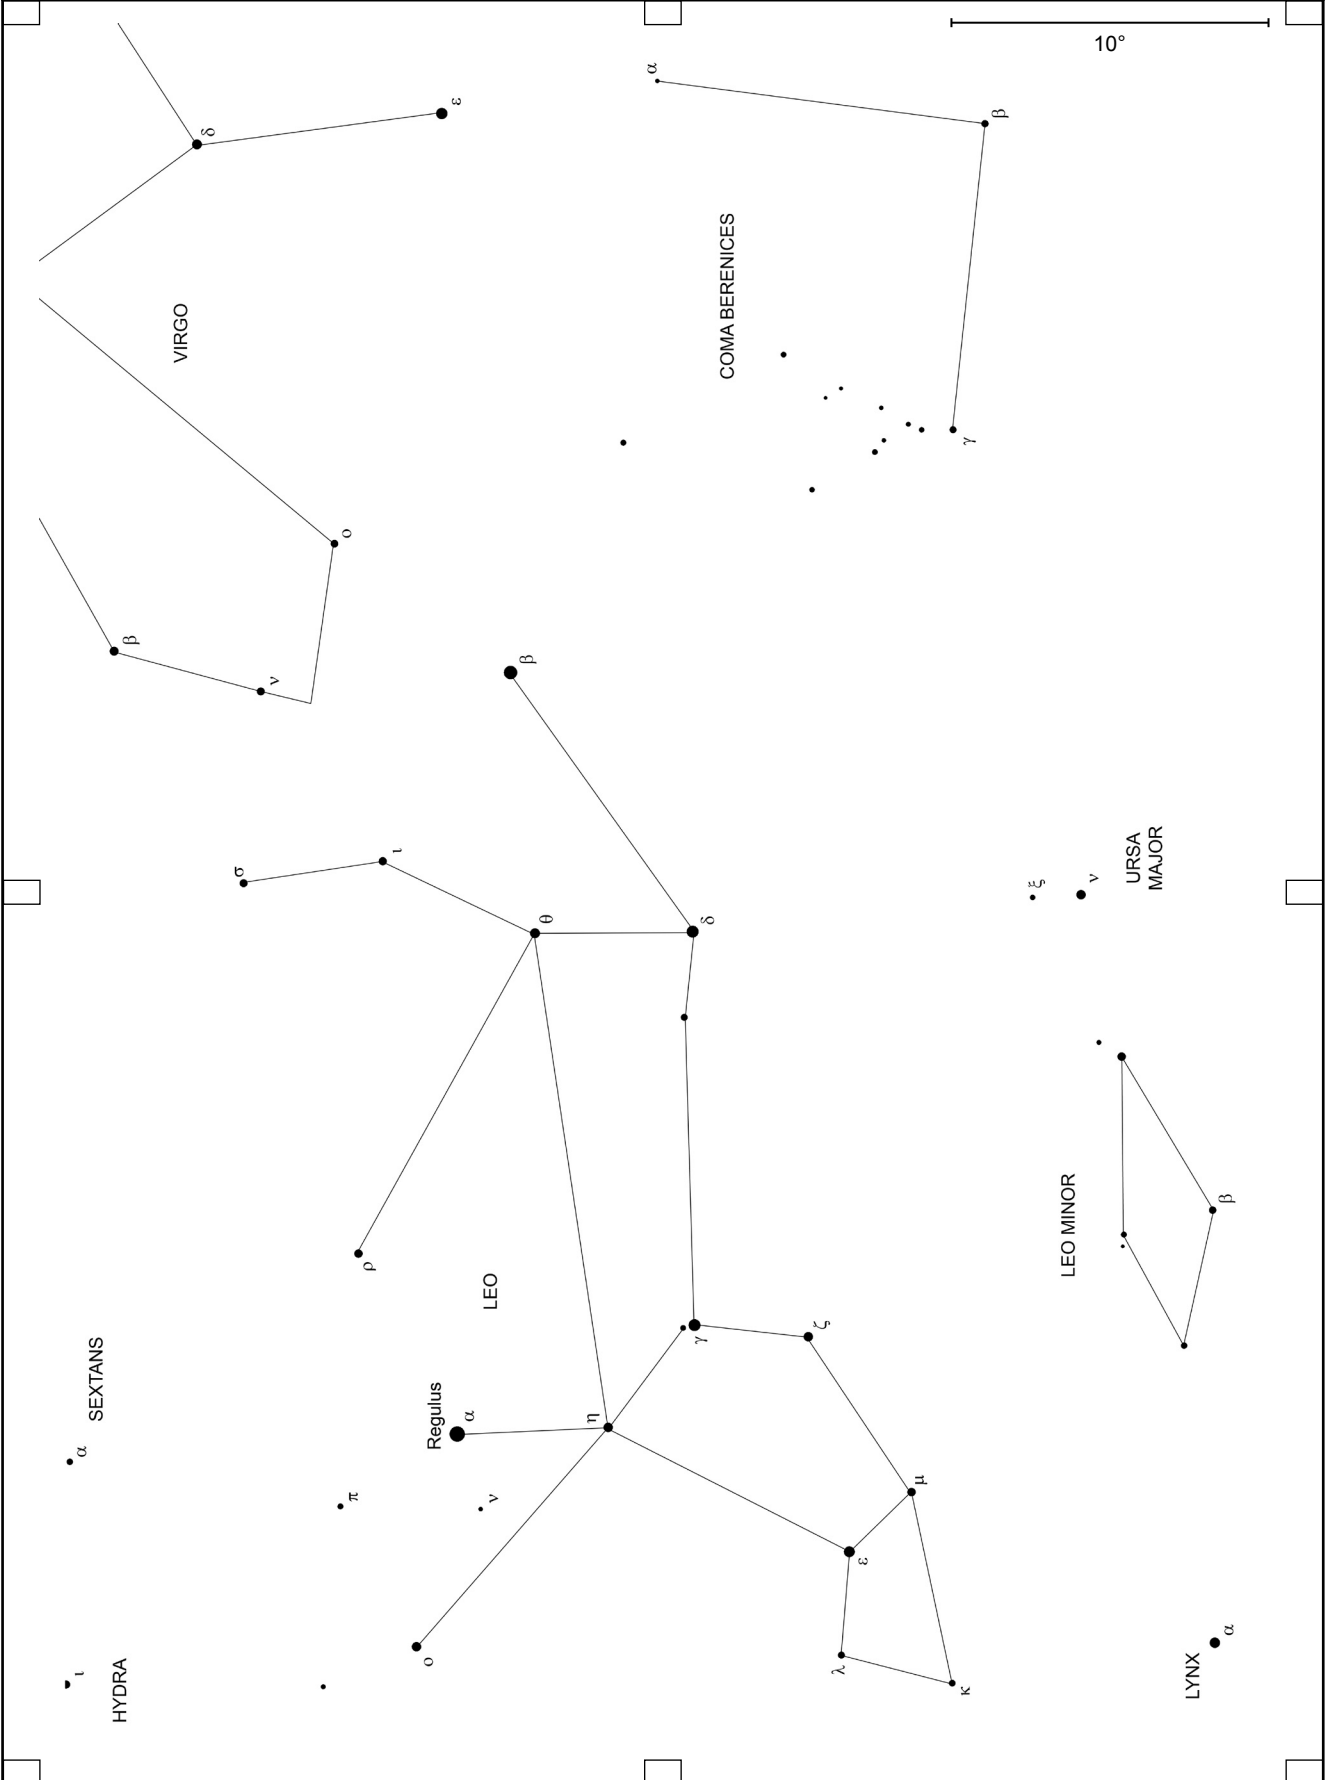 10°
α
ε
β
δ
COMA BERENICES
VIRGO
γ
ο
β
β
ν
URSA
MAJOR
ι
σ
ξ
ν
θ
δ
LEO MINOR
β
ρ
LEO
ζ
γ
SEXTANS
Regulus
α
η
α
μ
π
ν
ε
α
ο
λ
LYNX
ι
HYDRA
κ